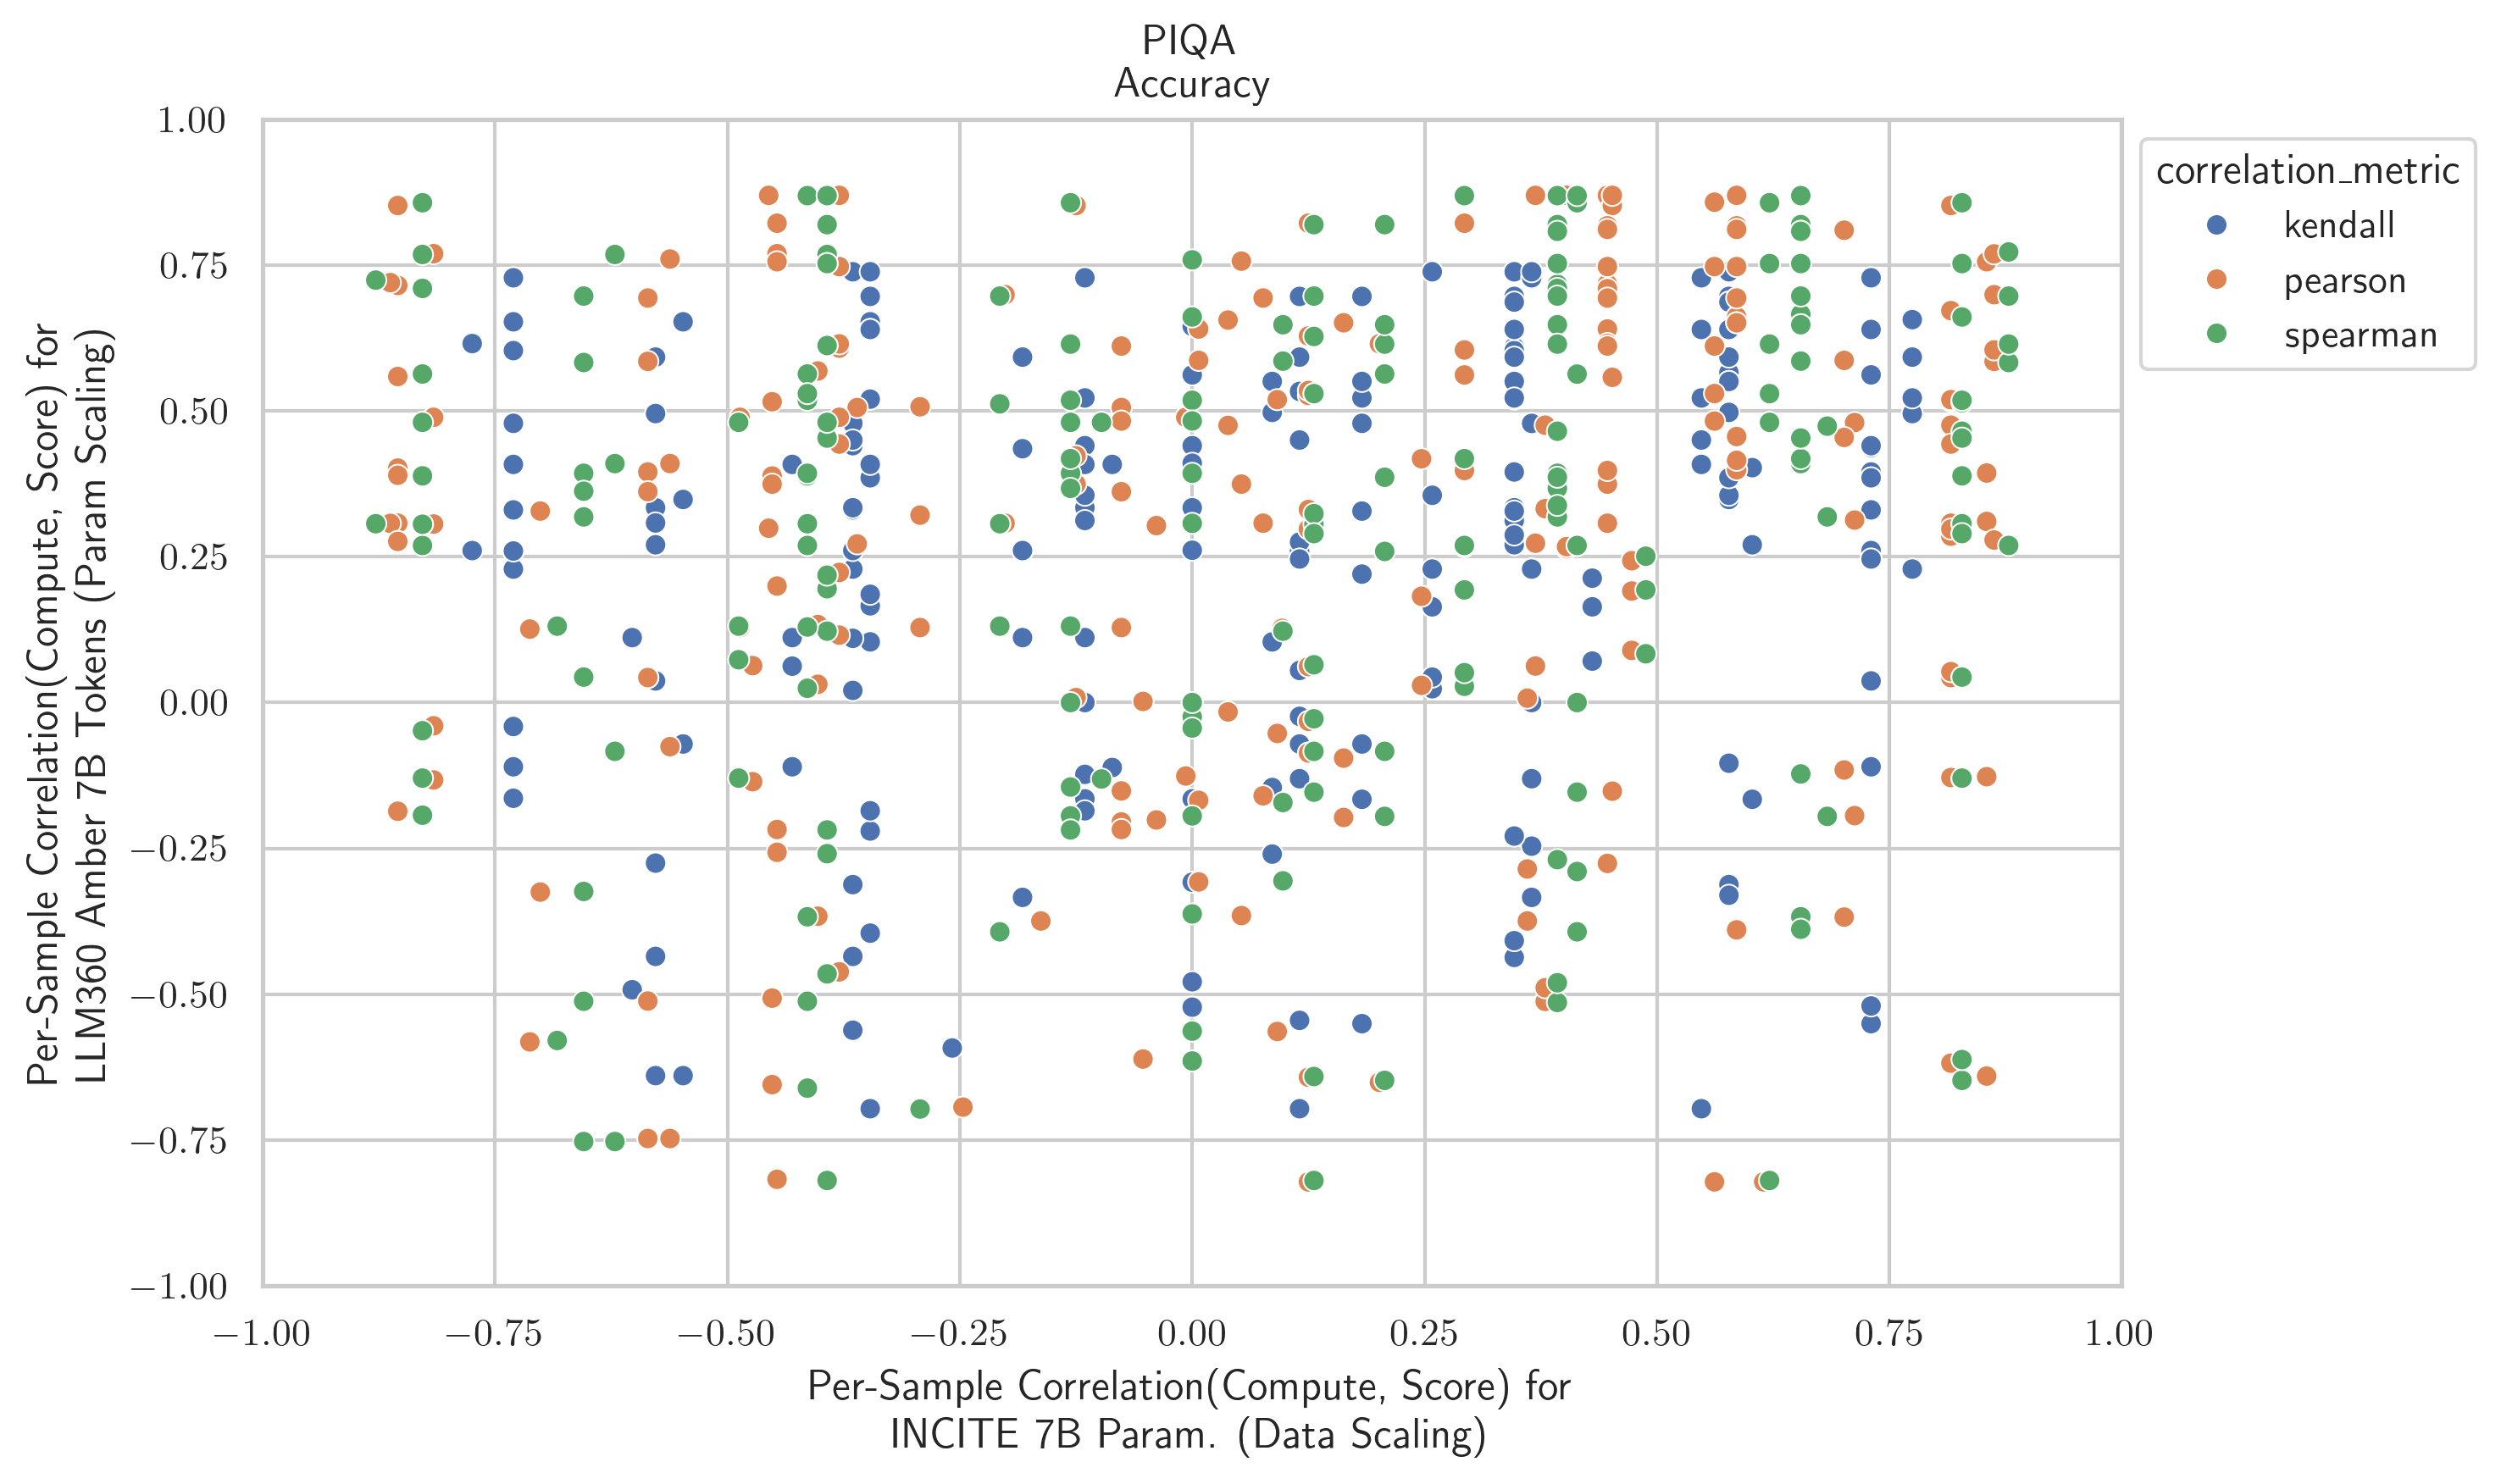 PIQA
Accuracy
1.00
0.75
0.50
0.25
0.00
−0.25
−0.50
−0.75
−1.00
Per-Sample Correlation(Compute, Score) for
LLM360 Amber 7B Tokens (Param Scaling)
−1.00 −0.75 −0.50 −0.25 0.00 0.25 0.50 0.75 1.00
Per-Sample Correlation(Compute, Score) for
INCITE 7B Param. (Data Scaling)
correlation_metric
kendall
pearson
spearman